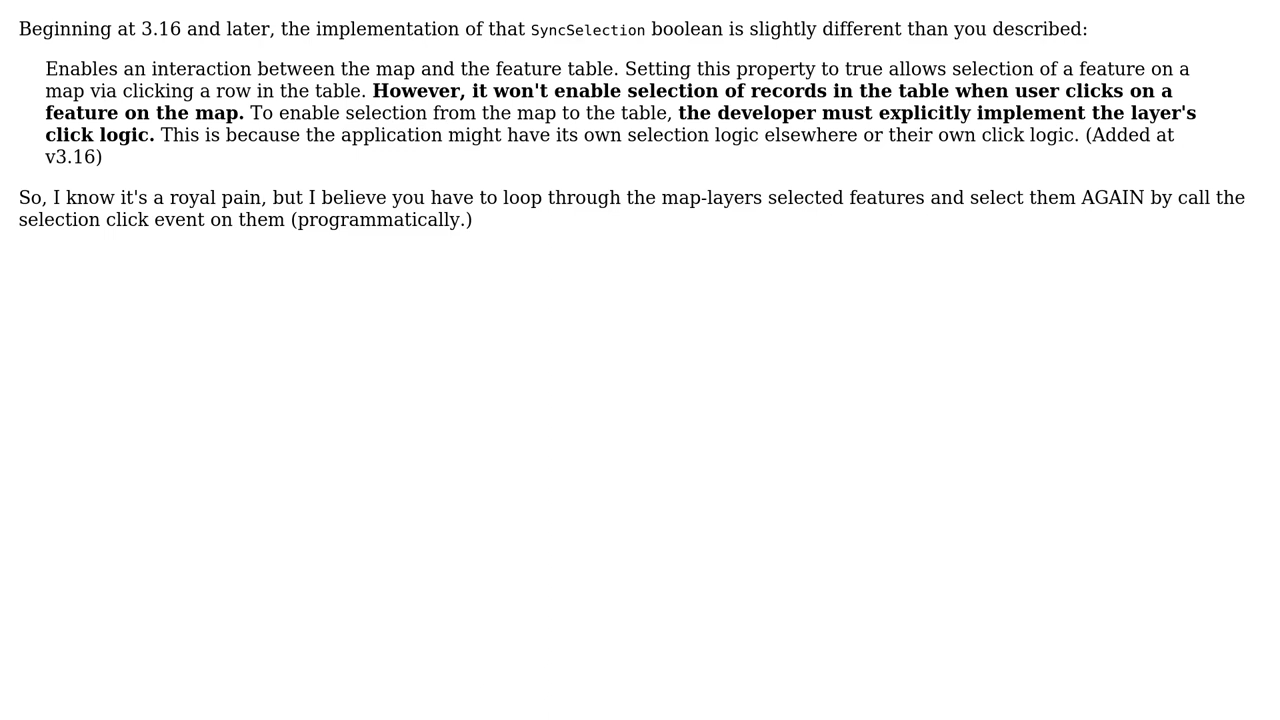 Beginning at 3.16 and later, the implementation of that SyncSelection boolean is slightly different than you described:
Enables an interaction between the map and the feature table. Setting this property to true allows selection of a feature on a
map via clicking a row in the table. However, it won't enable selection of records in the table when user clicks on a
feature on the map. To enable selection from the map to the table, the developer must explicitly implement the layer's
click logic. This is because the application might have its own selection logic elsewhere or their own click logic. (Added at
v3.16)
So, I know it's a royal pain, but I believe you have to loop through the map-layers selected features and select them AGAIN by call the
selection click event on them (programmatically.)